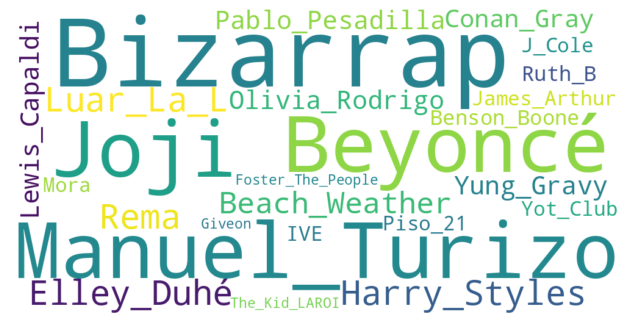 Pablo_Pesadilla
Conan_Gray
Bizarrap
J_Cole
Ruth_B
Lewis_Capaldi
Luar_La_L
Olivia_Rodrigo
James_Arthur
Benson_Boone
Joji
Beyoncé
Foster_The_People
Mora
Yung_Gravy
Rema
Beach_Weather
Yot_Club
Giveon
IVE
Piso_21
Manuel_Turizo
Elley_Duhé
The_Kid_LAROI
Harry_Styles